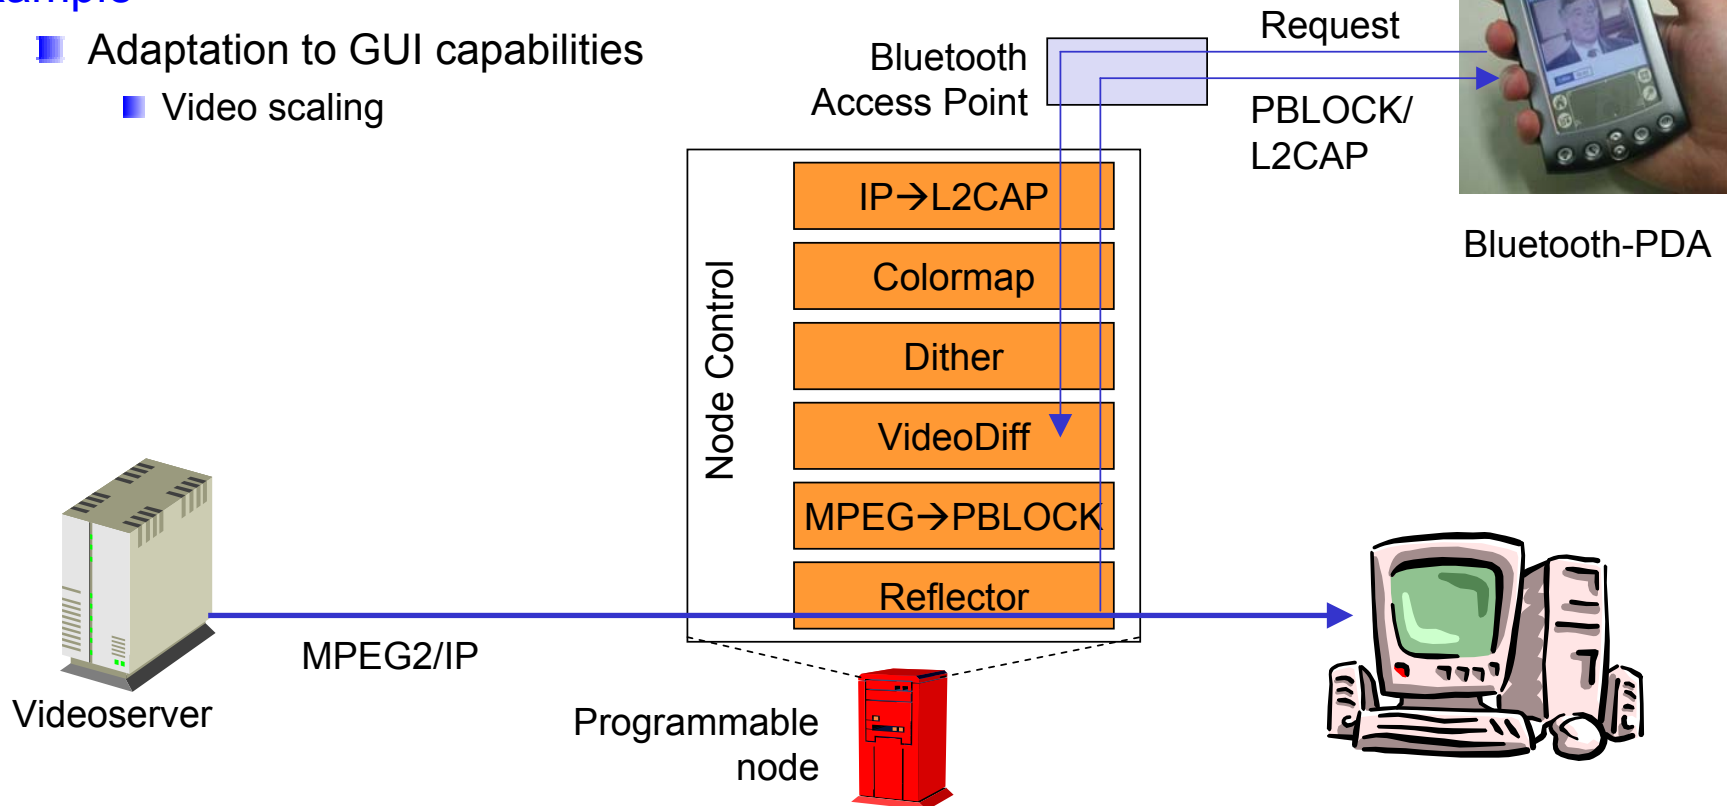 Adaptation to GUI capabilities
Video scaling
Bluetooth
Access Point
Request
PBLOCK/
L2CAP
Bluetooth-PDA
Node Control
IP→L2CAP
Colormap
Dither
VideoDiff
MPEG→PBLOCK
Reflector
MPEG2/IP
Videoserver
Programmable
node